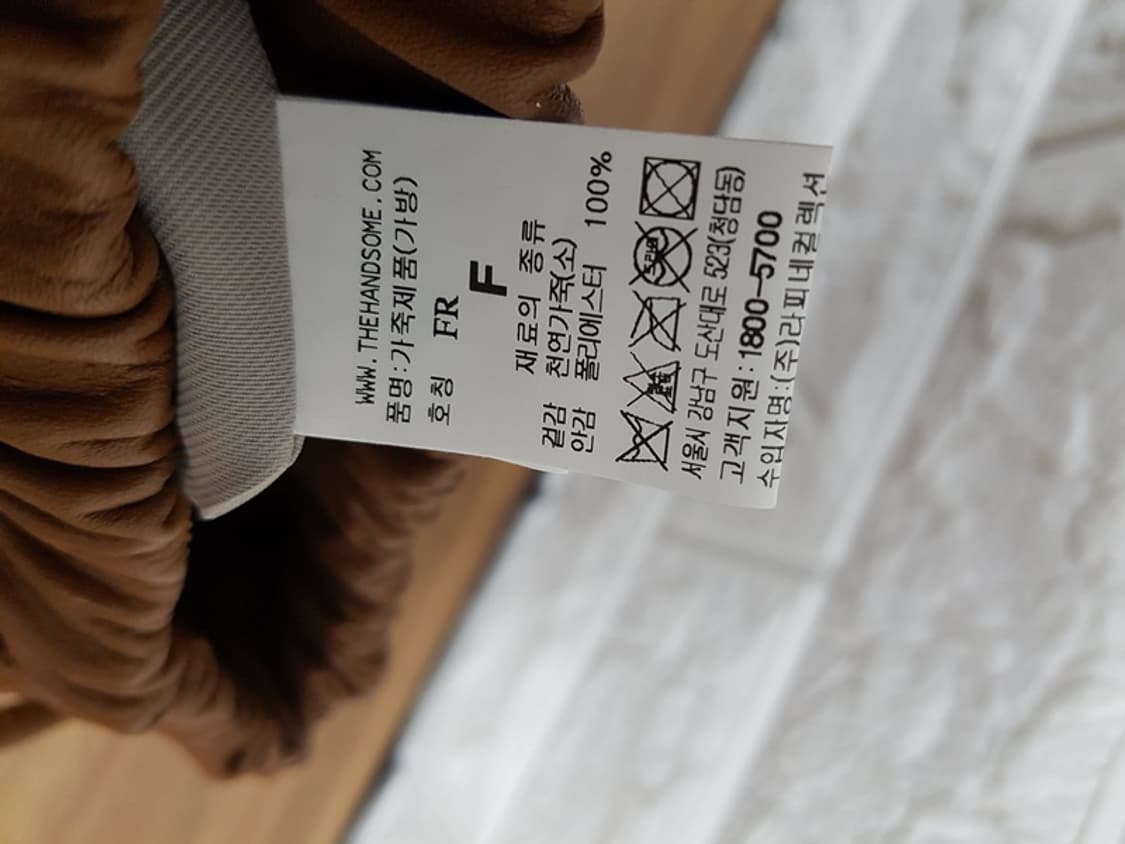 WWW.THEHANDSOME.COM
품명:가죽제품(가방)
호칭 FR
F
재료의 종류
겉감 천연가죽(소)
안감 폴리에스터 100%
서울시 강남구 도산대로 523(청담동)
고객지원:1800-5700
수입자명:(주)라피네컬렉션